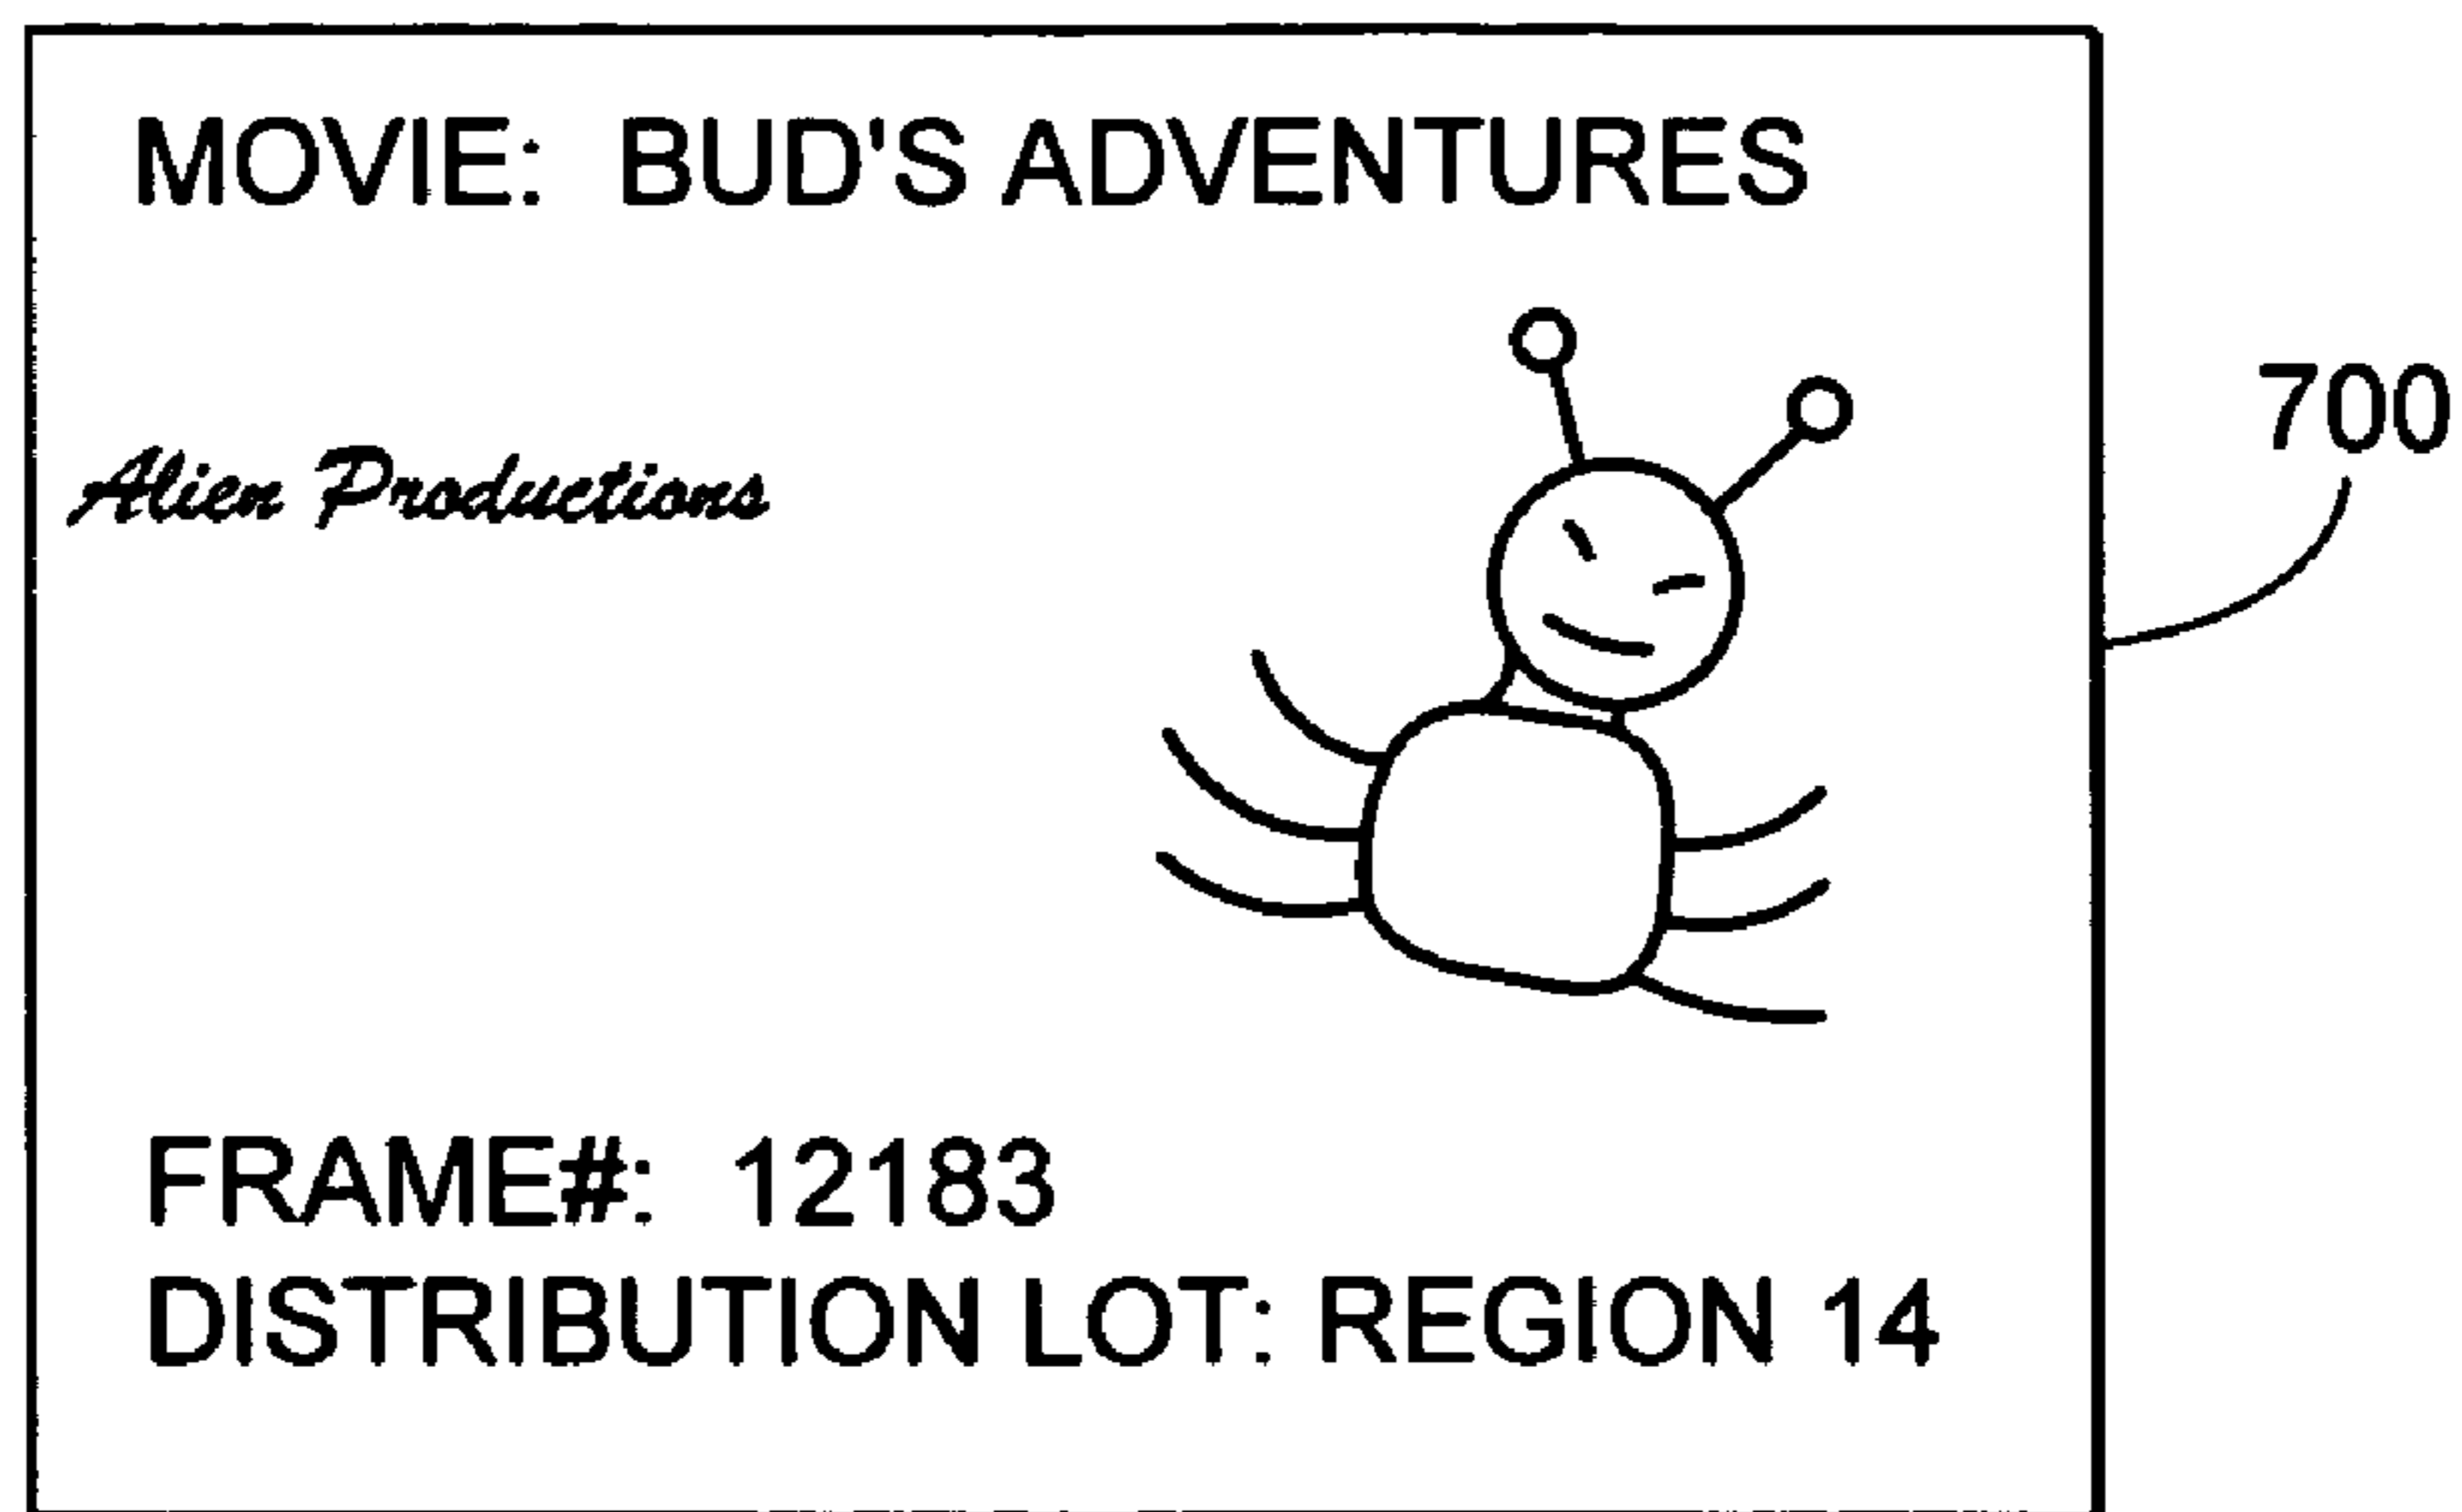 MOVIE: BUD'S ADVENTURES
700
Alien Productions
FRAME#: 12183
DISTRIBUTION LOT: REGION 14